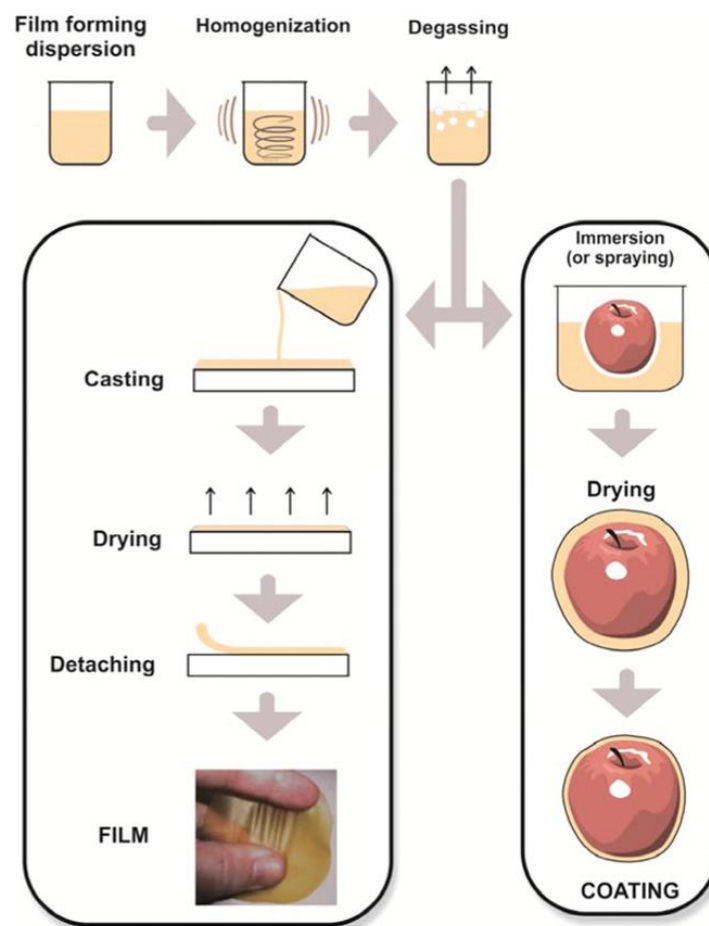 Film forming
dispersion
Homogenization
Degassing
Casting
Drying
Detaching
FILM
Immersion
(or spraying)
Drying
COATING